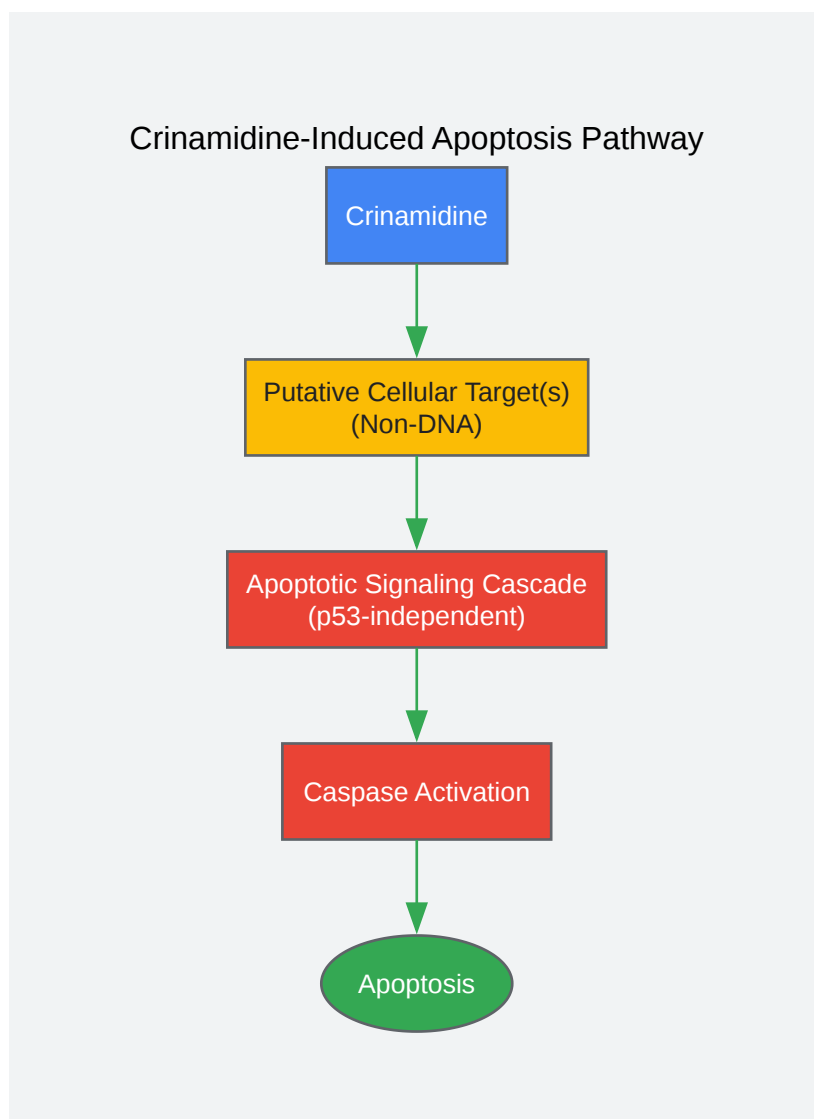 Crinamidine-Induced Apoptosis Pathway
Crinamidine
Putative Cellular Target(s)
(Non-DNA)
Apoptotic Signaling Cascade
(p53-independent)
Caspase Activation
Apoptosis